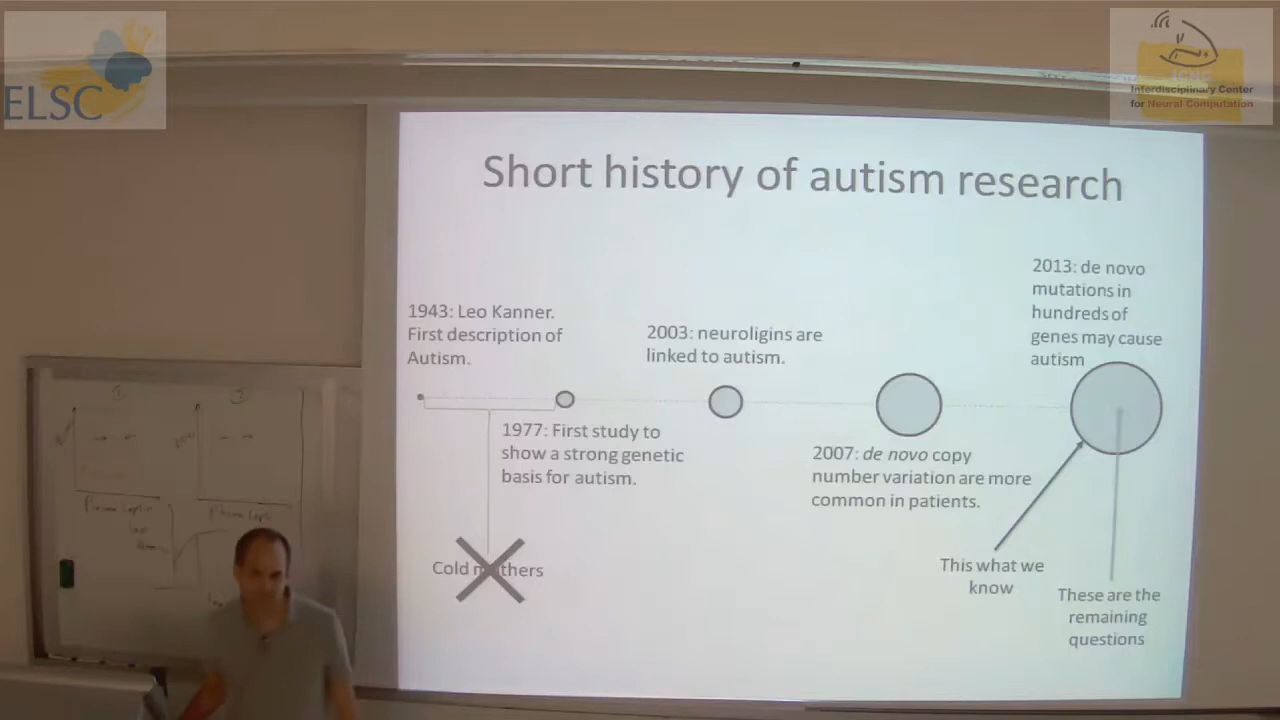 ELSC
Interdisciplinary Center
for Neural Computation
Short history of autism research
1943: Leo Kanner.
First description of
Autism.
1977: First study to
show a strong genetic
basis for autism.
Cold mothers
2003: neuroligins are
linked to autism.
2007: de novo copy
number variation are more
common in patients.
2013: de novo
mutations in
hundreds of
genes may cause
autism
This what we
know
These are the
remaining
questions